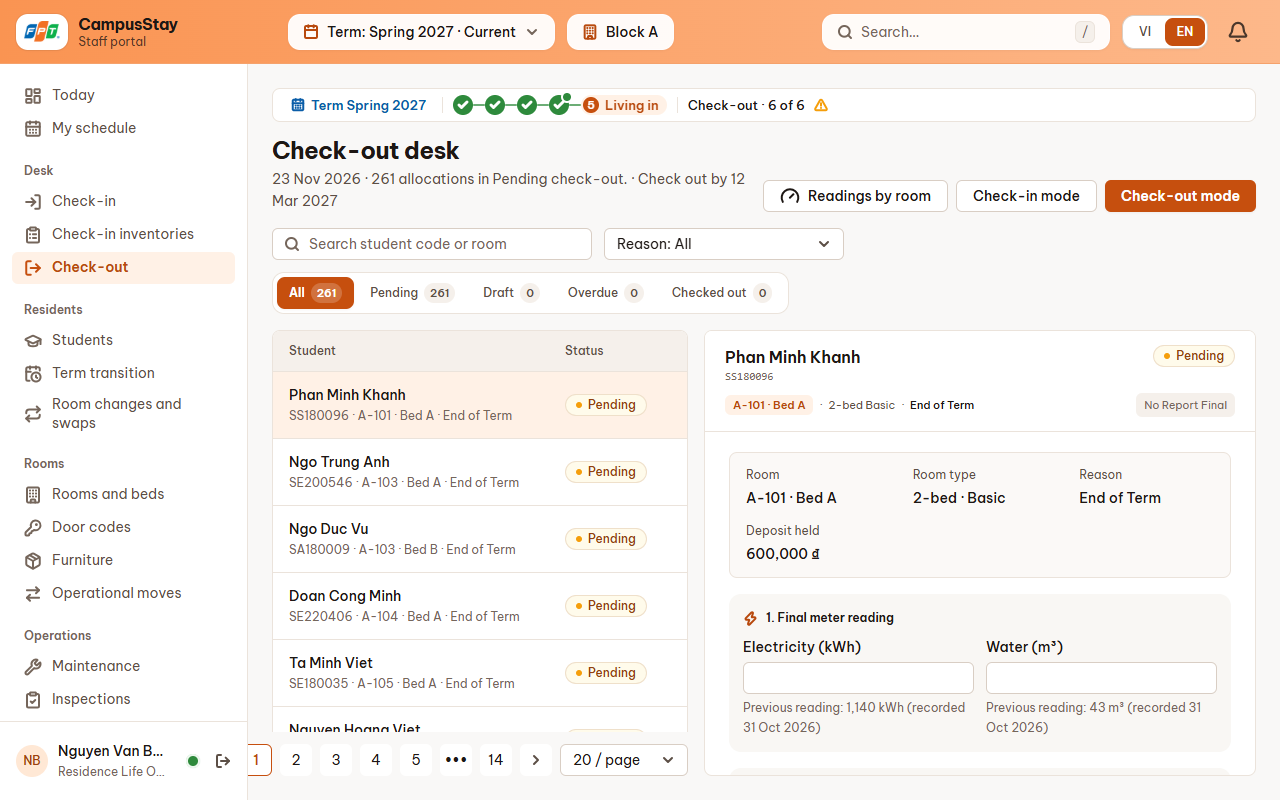 FPT
CampusStay
Staff portal
Term: Spring 2027 · Current
Block A
Search...
/
VI
EN
Today
My schedule
Desk
Check-in
Check-in inventories
Check-out
Residents
Students
Term transition
Room changes and
swaps
Rooms
Rooms and beds
Door codes
Furniture
Operational moves
Operations
Maintenance
Inspections
NB
Nguyen Van B...
Residence Life O...
Term Spring 2027
5
Living in
Check-out · 6 of 6
Check-out desk
23 Nov 2026 · 261 allocations in Pending check-out. · Check out by 12
Mar 2027
Readings by room
Check-in mode
Check-out mode
Search student code or room
Reason: All
All 261
Pending 261
Draft 0
Overdue 0
Checked out 0
Student
Status
Phan Minh Khanh
SS180096 · A-101 · Bed A · End of Term
Pending
Ngo Trung Anh
SE200546 · A-103 · Bed A · End of Term
Pending
Ngo Duc Vu
SA180009 · A-103 · Bed B · End of Term
Pending
Doan Cong Minh
SE220406 · A-104 · Bed A · End of Term
Pending
Ta Minh Viet
SE180035 · A-105 · Bed A · End of Term
Pending
Nguyen Hoang Viet
1
2
3
4
5
•••
14
20 / page
Phan Minh Khanh
SS180096
Pending
A-101 · Bed A · 2-bed Basic · End of Term
No Report Final
Room
A-101 · Bed A
Room type
2-bed · Basic
Reason
End of Term
Deposit held
600,000 ₫
1. Final meter reading
Electricity (kWh)
Water (m³)
Previous reading: 1,140 kWh (recorded
31 Oct 2026)
Previous reading: 43 m³ (recorded 31
Oct 2026)